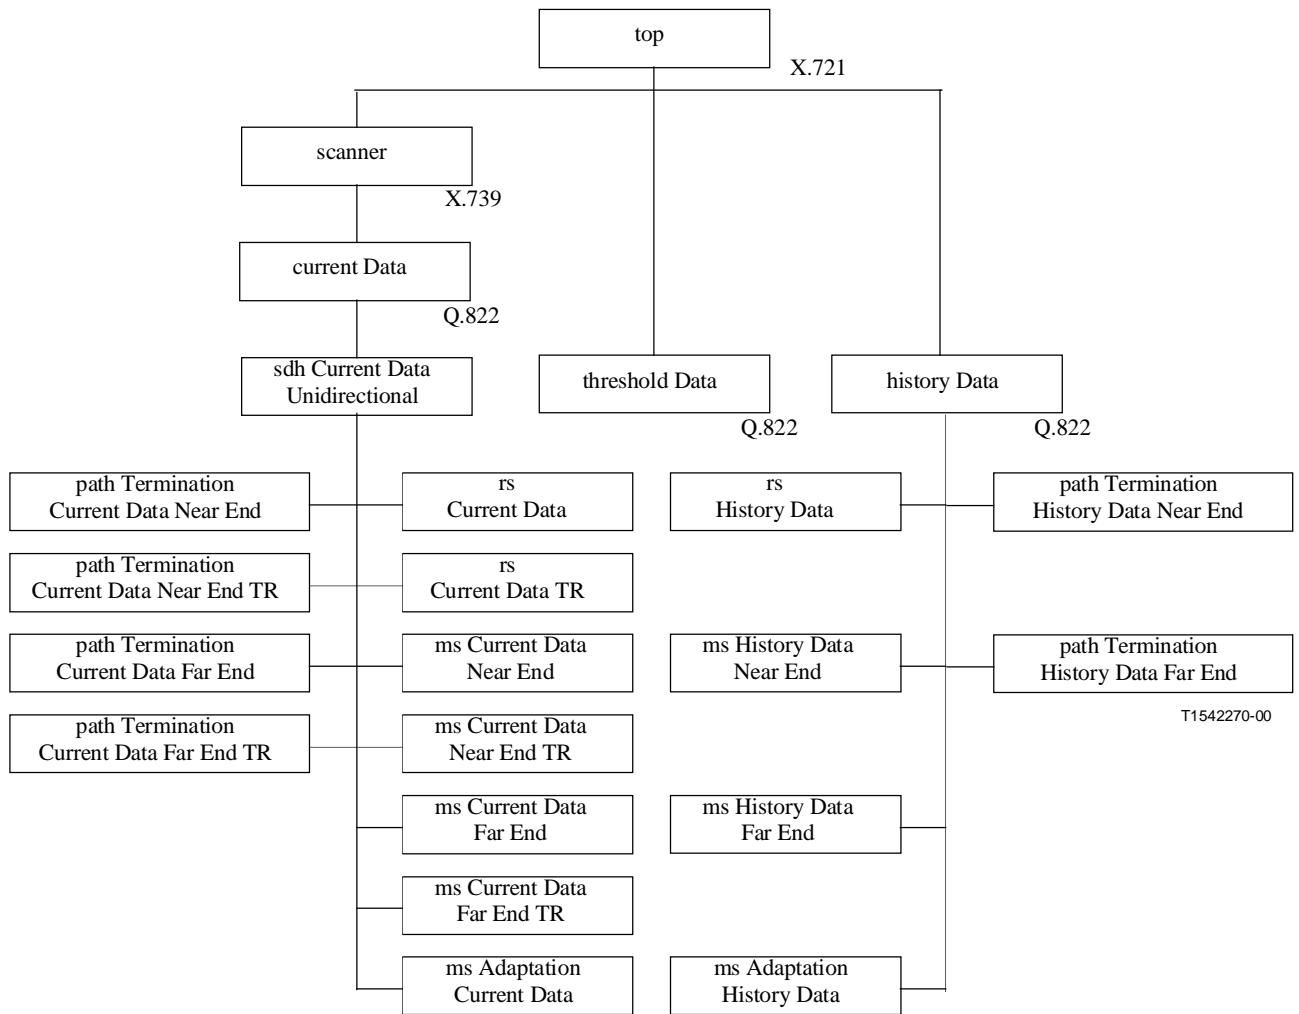 top
X.721
scanner
X.739
current Data
Q.822
sdh Current Data
Unidirectional
threshold Data
Q.822
history Data
Q.822
path Termination
Current Data Near End
rs
Current Data
rs
History Data
path Termination
History Data Near End
path Termination
Current Data Near End TR
rs
Current Data TR
path Termination
Current Data Far End
ms Current Data
Near End
ms History Data
Near End
path Termination
History Data Far End
T1542270-00
path Termination
Current Data Far End TR
ms Current Data
Near End TR
ms Current Data
Far End
ms History Data
Far End
ms Current Data
Far End TR
ms Adaptation
Current Data
ms Adaptation
History Data